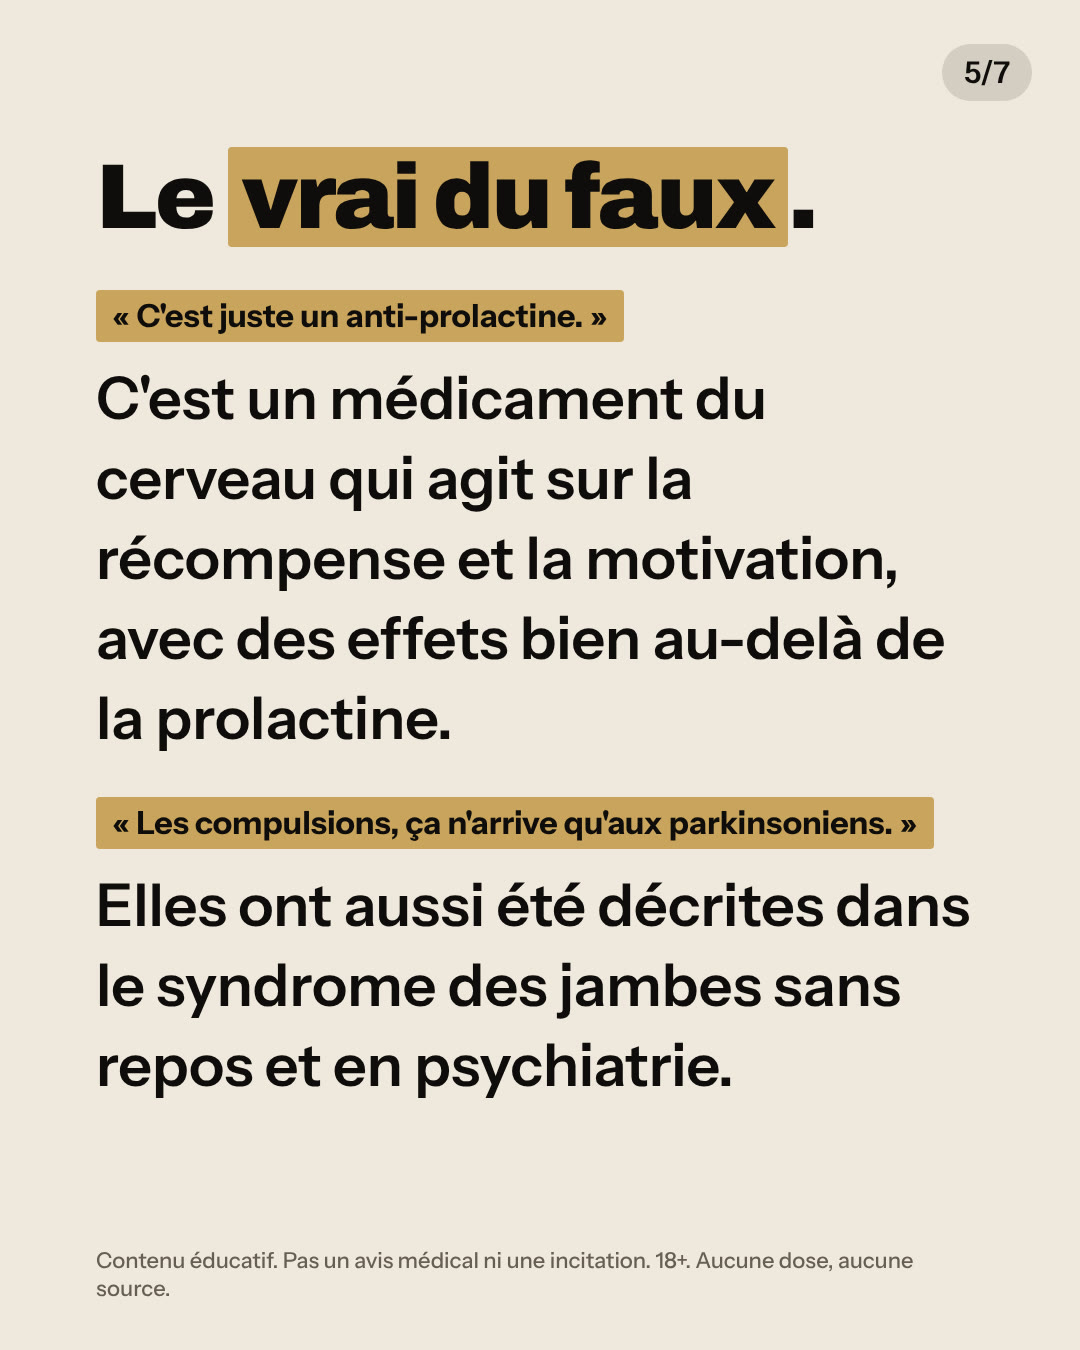 5/7
Le vrai du faux.
« C'est juste un anti-prolactine. »
C'est un médicament du
cerveau qui agit sur la
récompense et la motivation,
avec des effets bien au-delà de
la prolactine.
« Les compulsions, ça n'arrive qu'aux parkinsoniens. »
Elles ont aussi été décrites dans
le syndrome des jambes sans
repos et en psychiatrie.
Contenu éducatif. Pas un avis médical ni une incitation. 18+. Aucune dose, aucune
source.